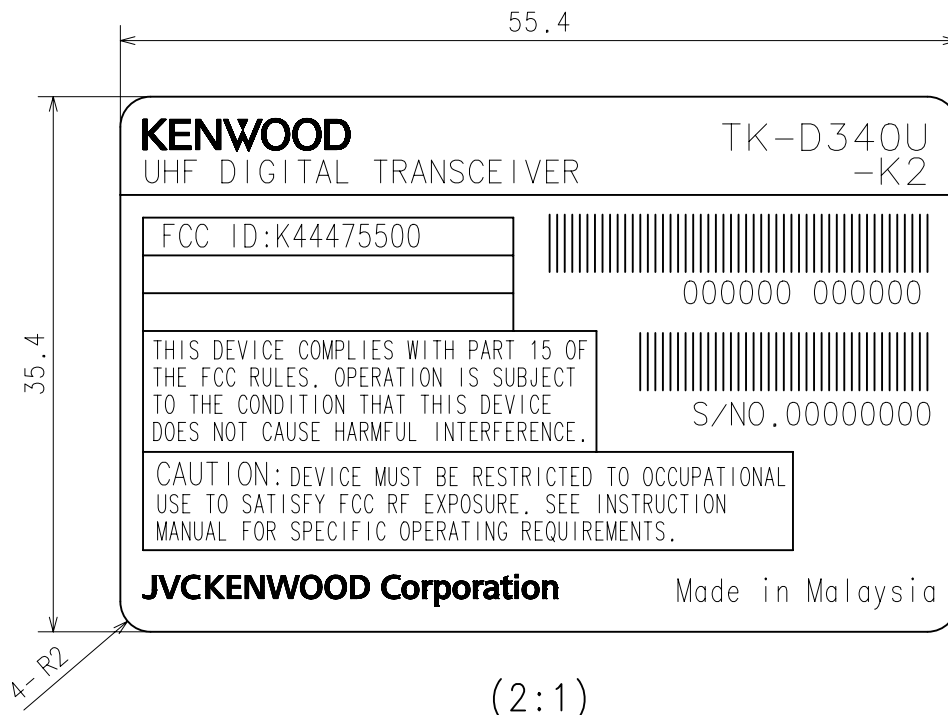 55.4
KENWOOD
TK-D340U
-K2
UHF DIGITAL TRANSCEIVER
FCC ID:K44475500
000000 000000
35.4
THIS DEVICE COMPLIES WITH PART 15 OF
THE FCC RULES. OPERATION IS SUBJECT
TO THE CONDITION THAT THIS DEVICE
DOES NOT CAUSE HARMFUL INTERFERENCE.
S/NO.00000000
CAUTION: DEVICE MUST BE RESTRICTED TO OCCUPATIONAL
USE TO SATISFY FCC RF EXPOSURE. SEE INSTRUCTION
MANUAL FOR SPECIFIC OPERATING REQUIREMENTS.
JVCKENWOOD Corporation
Made in Malaysia
4-R2
(2:1)